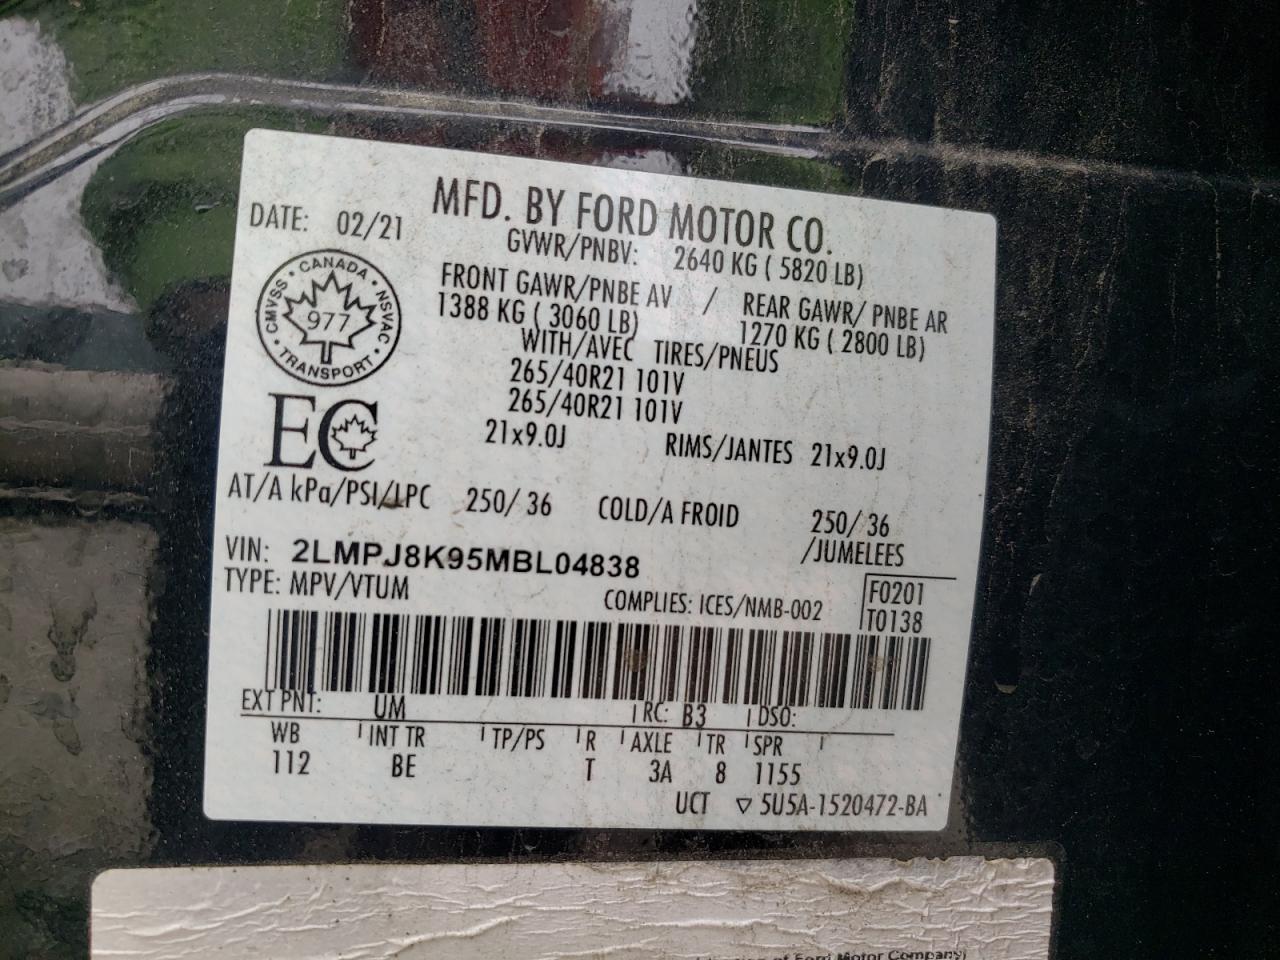 MFD. BY FORD MOTOR CO.
DATE: 02/21
GVWR/PNBV: 2640 KG ( 5820 LB)
FRONT GAWR/PNBE AV / REAR GAWR/ PNBE AR
1388 KG ( 3060 LB) 1270 KG ( 2800 LB)
WITH/AVEC TIRES/PNEUS
265/40R21 101V
265/40R21 101V
21x9.0J RIMS/JANTES 21x9.0J
CANADA
CMVSS 977 NSVAC
TRANSPORT
EC
AT/A kPa/PSI/LPC 250/ 36 COLD/A FROID 250/ 36
/JUMELEES
VIN: 2LMPJ8K95MBL04838
TYPE: MPV/VTUM
COMPLIES: ICES/NMB-002
F0201
T0138
EXT PNT: UM RC: B3 DSO:
WB INT TR TP/PS R AXLE TR SPR
112 BE T 3A 8 1155
UCT ▽ 5U5A-1520472-BA
of Ford Motor Company)